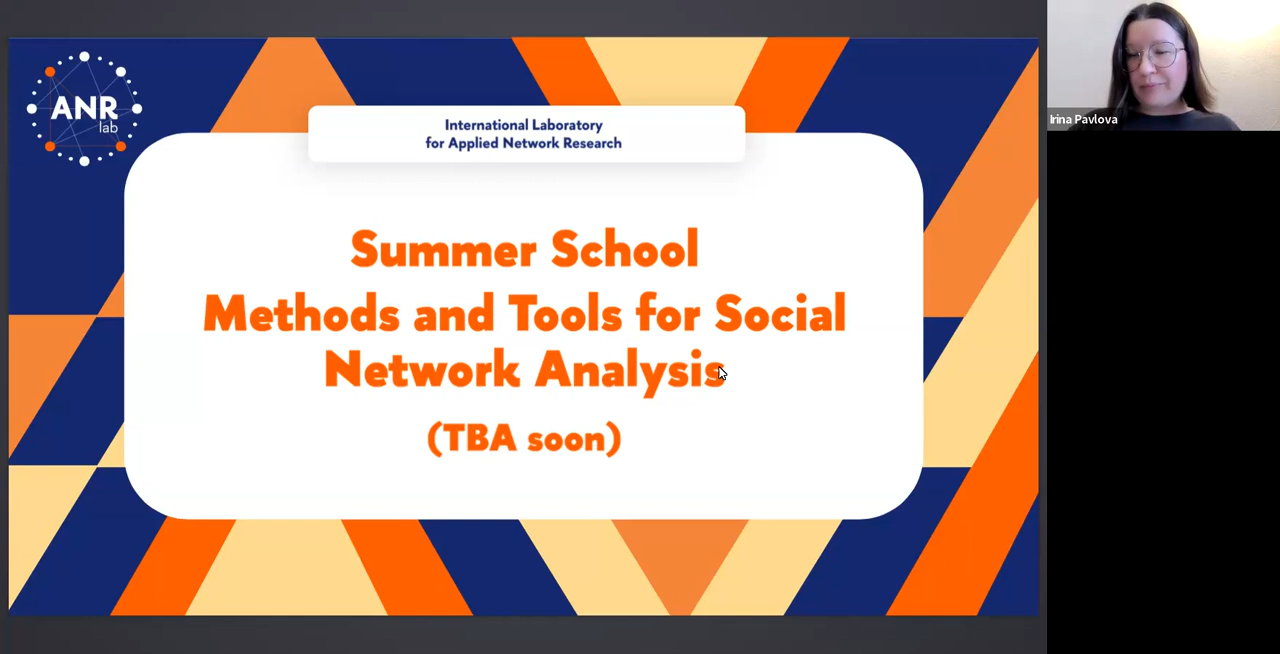 ANR
lab
International Laboratory
for Applied Network Research
Summer School
Methods and Tools for Social
Network Analysis
(TBA soon)
Irina Pavlova